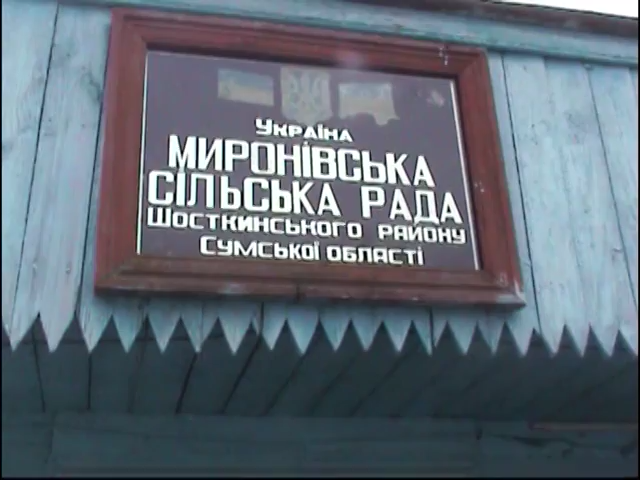 Україна
МИРОНІВСЬКА
СІЛЬСЬКА РАДА
Шосткинського району
Сумської області